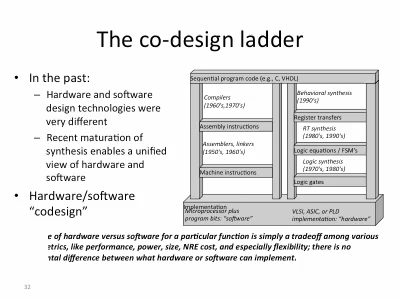 The co-design ladder
• In the past:
– Hardware and software
design technologies were
very different
– Recent maturation of
synthesis enables a unified
view of hardware and
software
• Hardware/software
"codesign"
Sequential program code (e.g., C, VHDL)
Compilers
(1960's,1970's)
Assembly instructions
Assemblers, linkers
(1950's, 1960's)
Machine instructions
Behavioral synthesis
(1990's)
Register transfers
RT synthesis
(1980's, 1990's)
Logic equations / FSM's
Logic synthesis
(1970's, 1980's)
Logic gates
Implementation
Microprocessor plus
program bits: "software"
VLSI, ASIC, or PLD
implementation: "hardware"
e of hardware versus software for a particular function is simply a tradeoff among various
etrics, like performance, power, size, NRE cost, and especially flexibility; there is no
ntal difference between what hardware or software can implement.
32